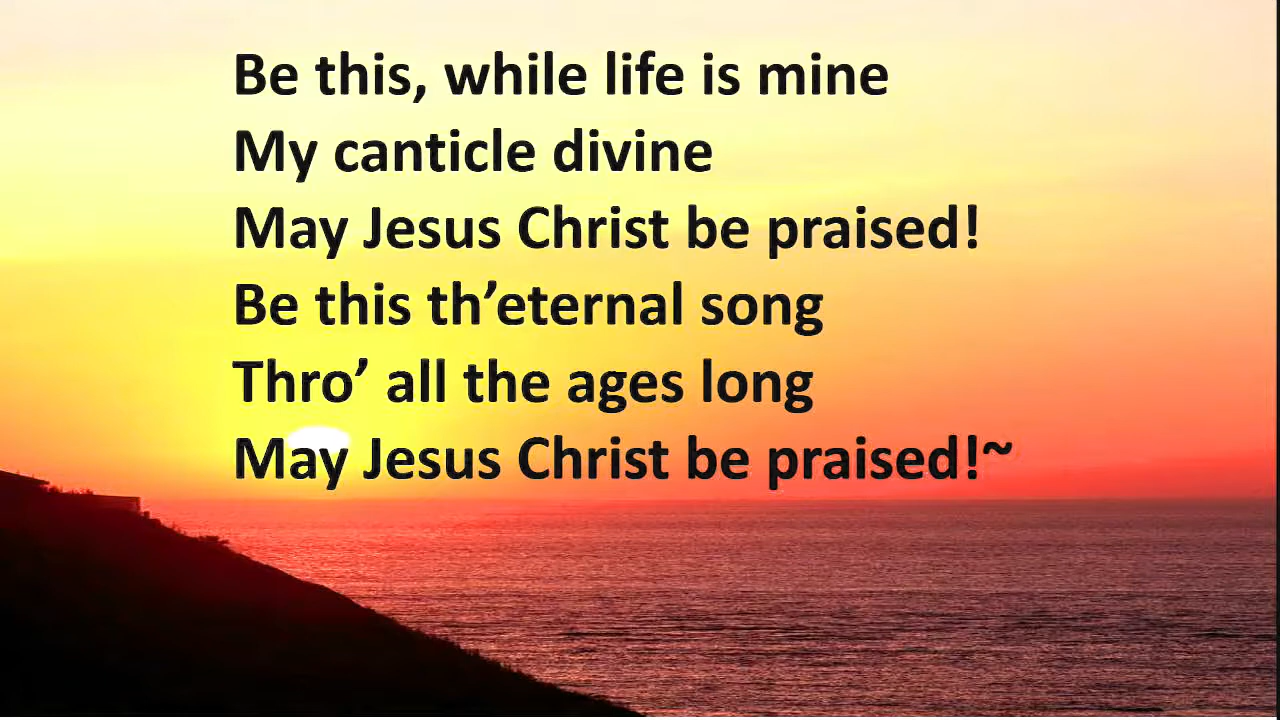 Be this, while life is mine
My canticle divine
May Jesus Christ be praised!
Be this th’eternal song
Thro’ all the ages long
May Jesus Christ be praised!~